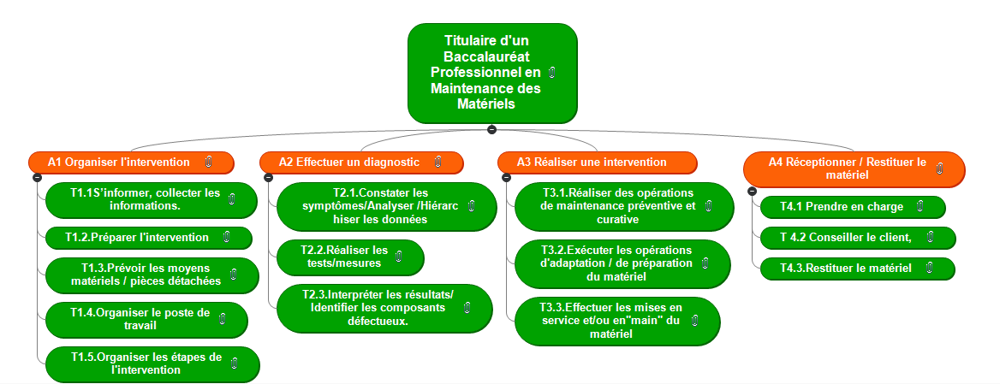 Titulaire d'un
Baccalauréat
Professionnel en
Maintenance des
Matériels
A1 Organiser l'intervention
T1.1S'informer, collecter les
informations.
T1.2.Préparer l'intervention
T1.3.Prévoir les moyens
matériels / pièces détachées
T1.4.Organiser le poste de
travail
T1.5.Organiser les étapes de
l'intervention
A2 Effectuer un diagnostic
T2.1.Constater les
symptômes/Analyser /Hiérarc
hiser les données
T2.2.Réaliser les
tests/mesures
T2.3.Interpréter les résultats/
Identifier les composants
défectueux.
A3 Réaliser une intervention
T3.1.Réaliser des opérations
de maintenance préventive et
curative
T3.2.Exécuter les opérations
d'adaptation / de préparation
du matériel
T3.3.Effectuer les mises en
service et/ou en"main" du
matériel
A4 Réceptionner / Restituer le
matériel
T4.1 Prendre en charge
T 4.2 Conseiller le client,
T4.3.Restituer le matériel